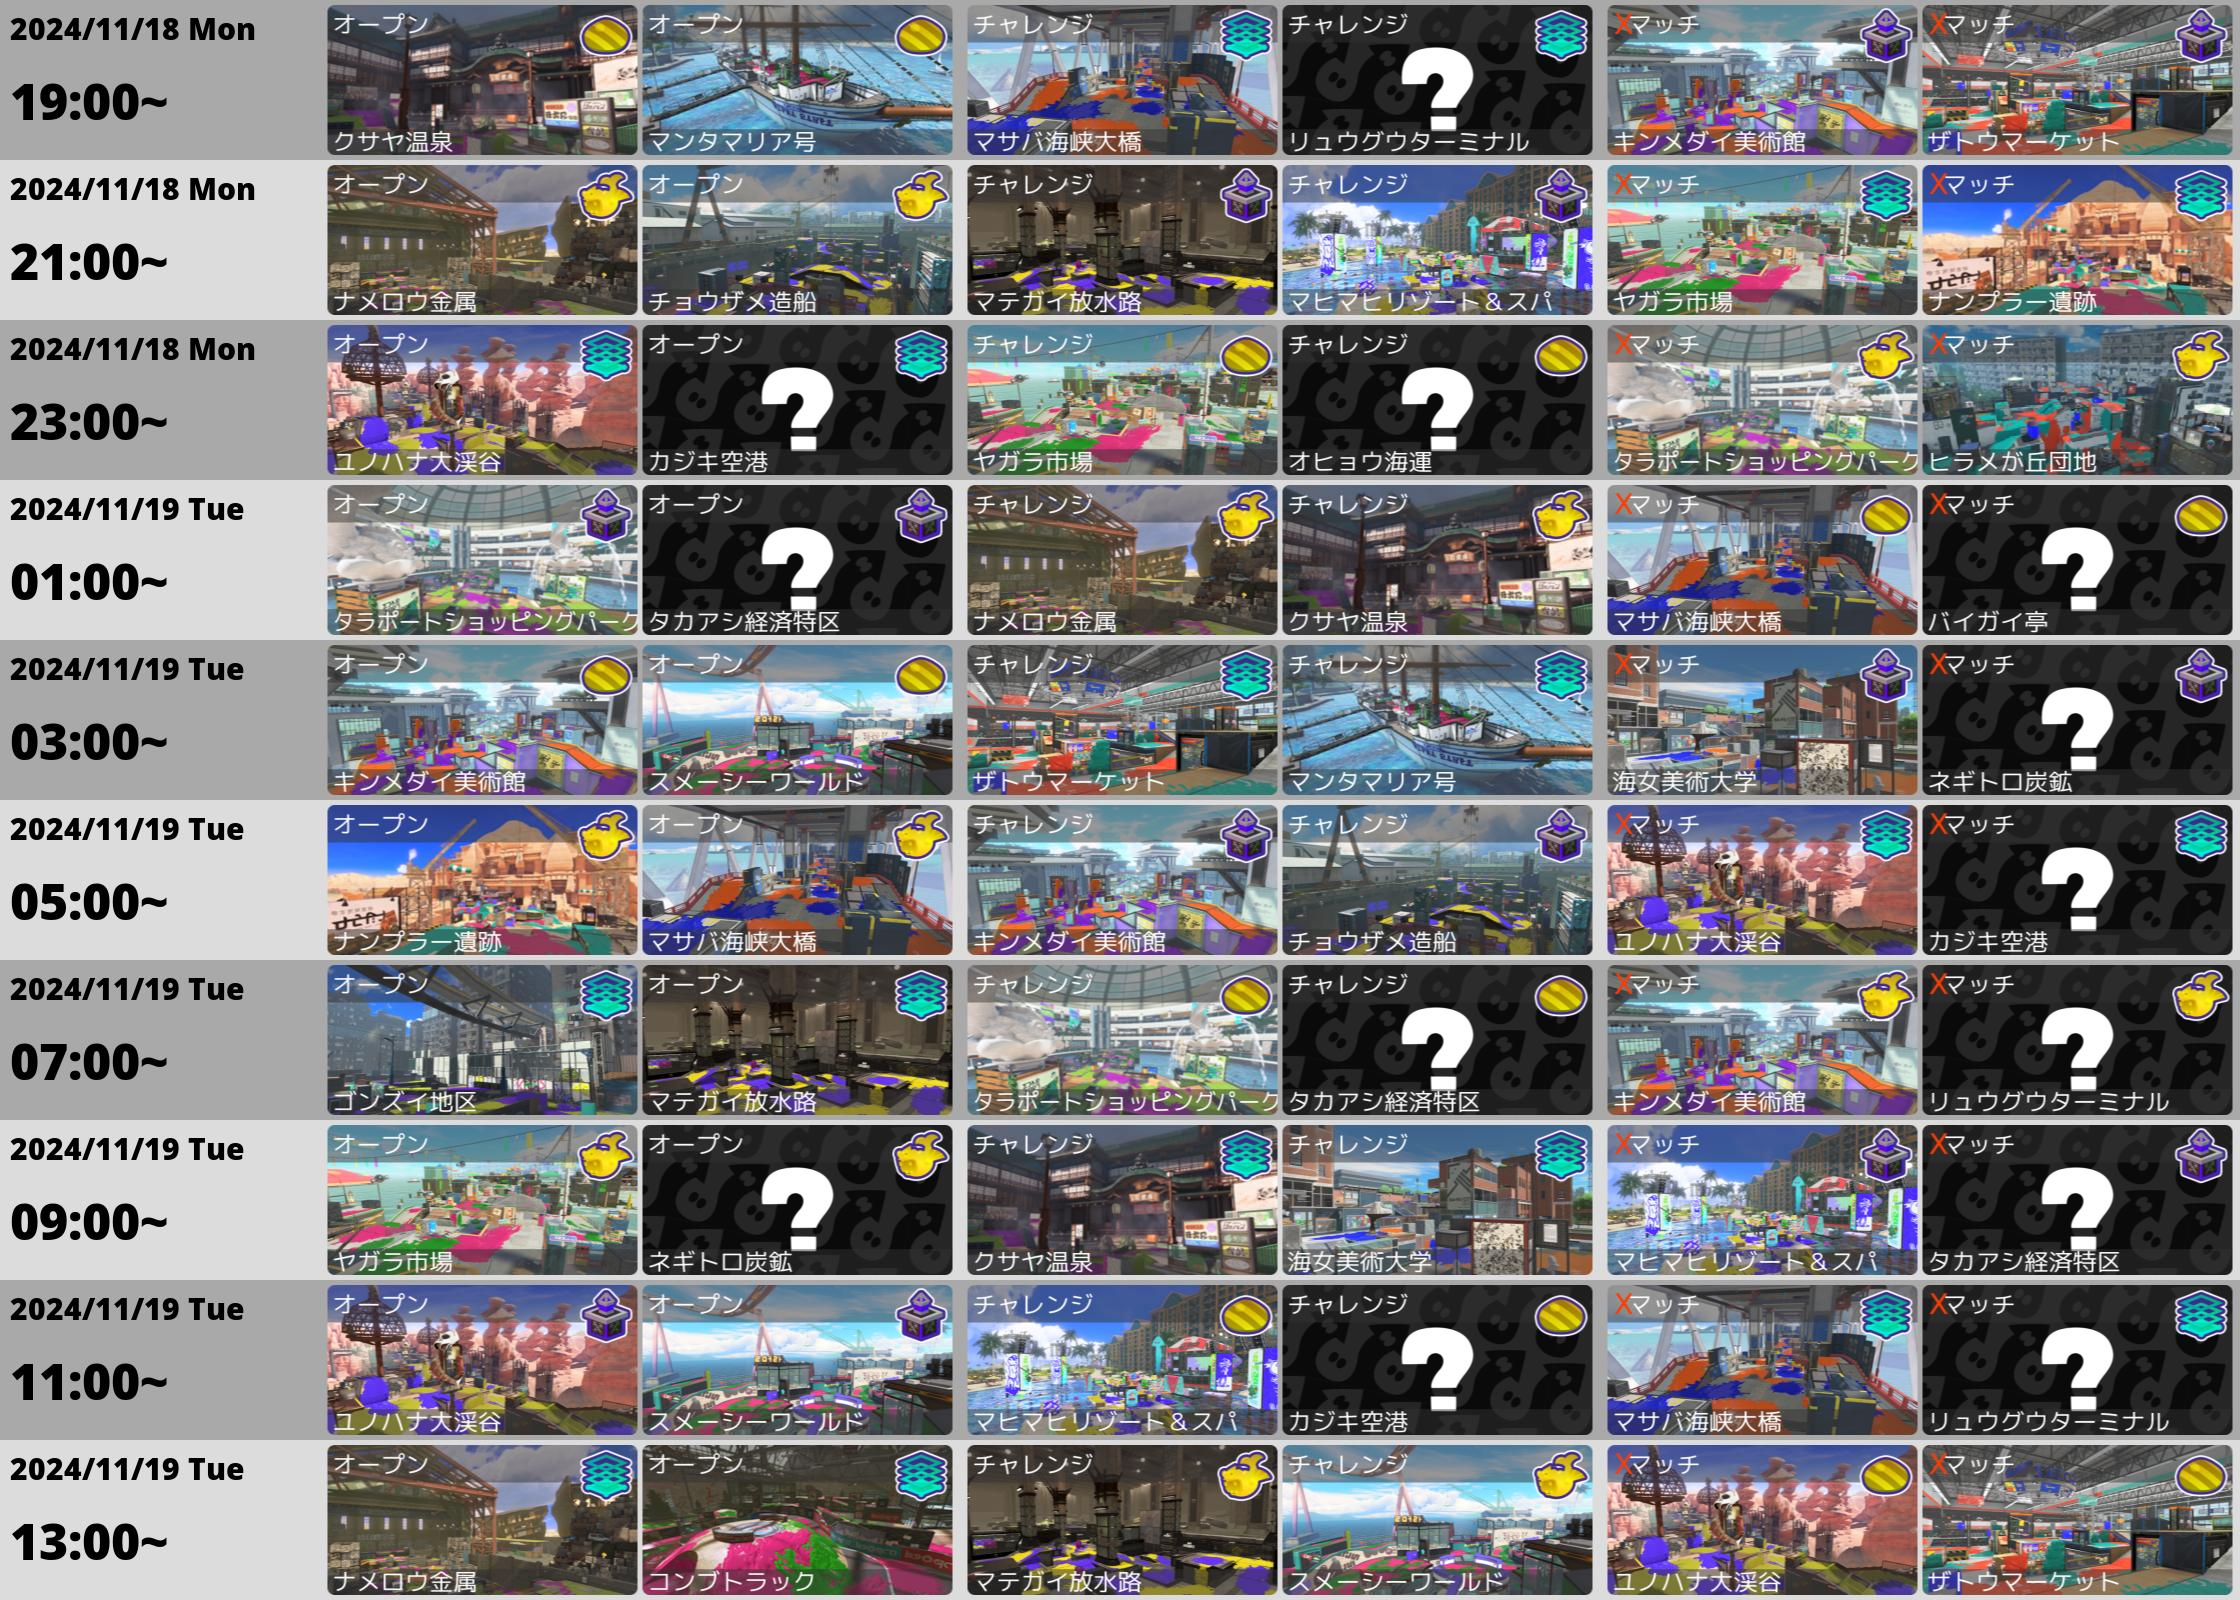 2024/11/18 Mon
19:00~
オープン
クサヤ温泉
オープン
マンタマリア号
チャレンジ
マサバ海峡大橋
チャレンジ
?
リュウグウターミナル
Xマッチ
キンメダイ美術館
Xマッチ
ザトウマーケット
2024/11/18 Mon
21:00~
オープン
ナメロウ金属
オープン
チョウザメ造船
チャレンジ
マテガイ放水路
チャレンジ
マヒマヒリゾート＆スパ
Xマッチ
ヤガラ市場
Xマッチ
ナンプラー遺跡
2024/11/18 Mon
23:00~
オープン
ユノハナ大渓谷
オープン
?
カジキ空港
チャレンジ
ヤガラ市場
チャレンジ
?
オヒョウ海運
Xマッチ
タラポートショッピングパーク
Xマッチ
ヒラメが丘団地
2024/11/19 Tue
01:00~
オープン
タラポートショッピングパーク
オープン
?
タカアシ経済特区
チャレンジ
ナメロウ金属
チャレンジ
クサヤ温泉
Xマッチ
マサバ海峡大橋
Xマッチ
?
バイガイ亭
2024/11/19 Tue
03:00~
オープン
キンメダイ美術館
オープン
スメーシーワールド
チャレンジ
ザトウマーケット
チャレンジ
マンタマリア号
Xマッチ
海女美術大学
Xマッチ
?
ネギトロ炭鉱
2024/11/19 Tue
05:00~
オープン
ナンプラー遺跡
オープン
マサバ海峡大橋
チャレンジ
キンメダイ美術館
チャレンジ
チョウザメ造船
Xマッチ
ユノハナ大渓谷
Xマッチ
?
カジキ空港
2024/11/19 Tue
07:00~
オープン
ゴンズイ地区
オープン
マテガイ放水路
チャレンジ
タラポートショッピングパーク
チャレンジ
?
タカアシ経済特区
Xマッチ
キンメダイ美術館
Xマッチ
?
リュウグウターミナル
2024/11/19 Tue
09:00~
オープン
ヤガラ市場
オープン
?
ネギトロ炭鉱
チャレンジ
クサヤ温泉
チャレンジ
海女美術大学
Xマッチ
マヒマヒリゾート＆スパ
Xマッチ
?
タカアシ経済特区
2024/11/19 Tue
11:00~
オープン
ユノハナ大渓谷
オープン
スメーシーワールド
チャレンジ
マヒマヒリゾート＆スパ
チャレンジ
?
カジキ空港
Xマッチ
マサバ海峡大橋
Xマッチ
?
リュウグウターミナル
2024/11/19 Tue
13:00~
オープン
ナメロウ金属
オープン
コンブトラック
チャレンジ
マテガイ放水路
チャレンジ
スメーシーワールド
Xマッチ
ユノハナ大渓谷
Xマッチ
ザトウマーケット